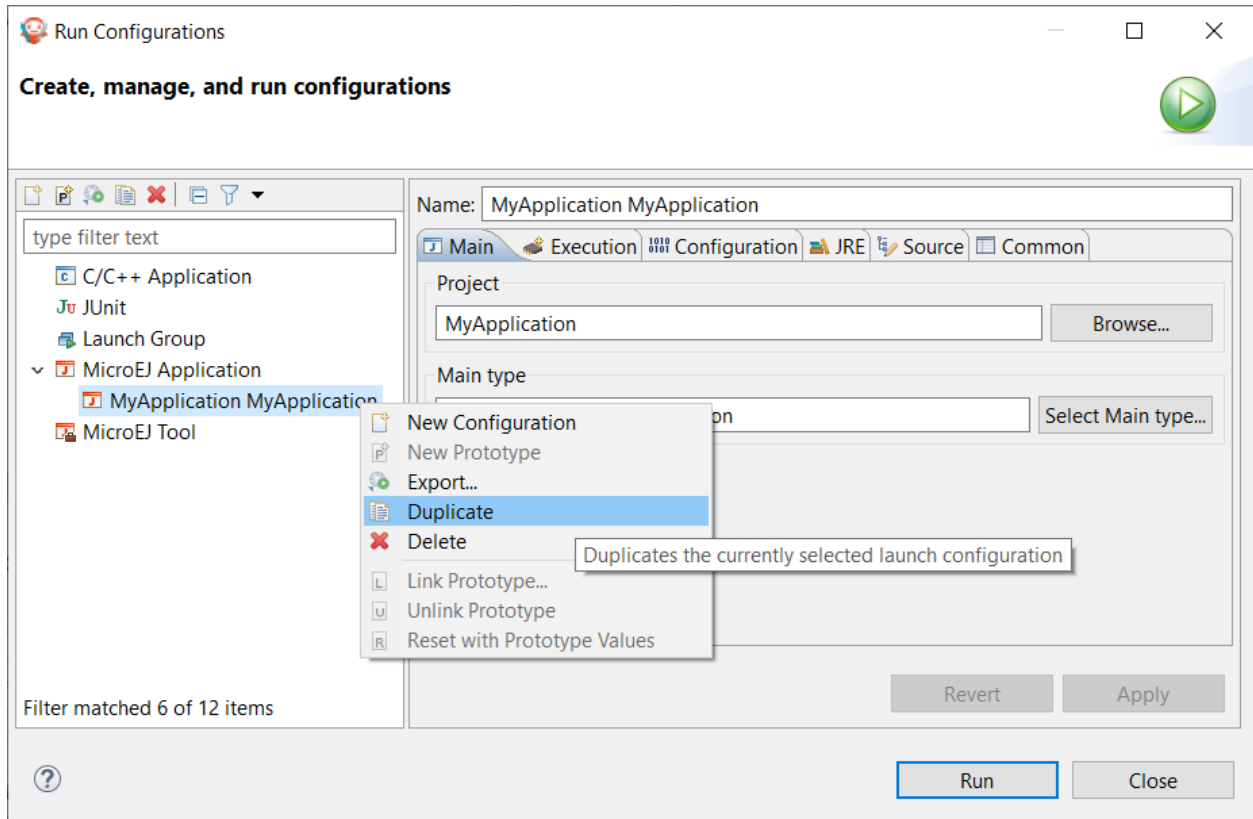 Run Configurations
Create, manage, and run configurations
type filter text
C/C++ Application
Ju JUnit
Launch Group
MicroEJ Application
MyApplication MyApplication
MicroEJ Tool
Filter matched 6 of 12 items
Name: MyApplication MyApplication
Main Execution Configuration JRE Source Common
Project
MyApplication Browse...
Main type
on Select Main type...
New Configuration
New Prototype
Export...
Duplicate
Delete
Duplicates the currently selected launch configuration
Link Prototype...
Unlink Prototype
Reset with Prototype Values
Revert Apply
Run Close